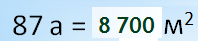 87 а = 8 700 м²